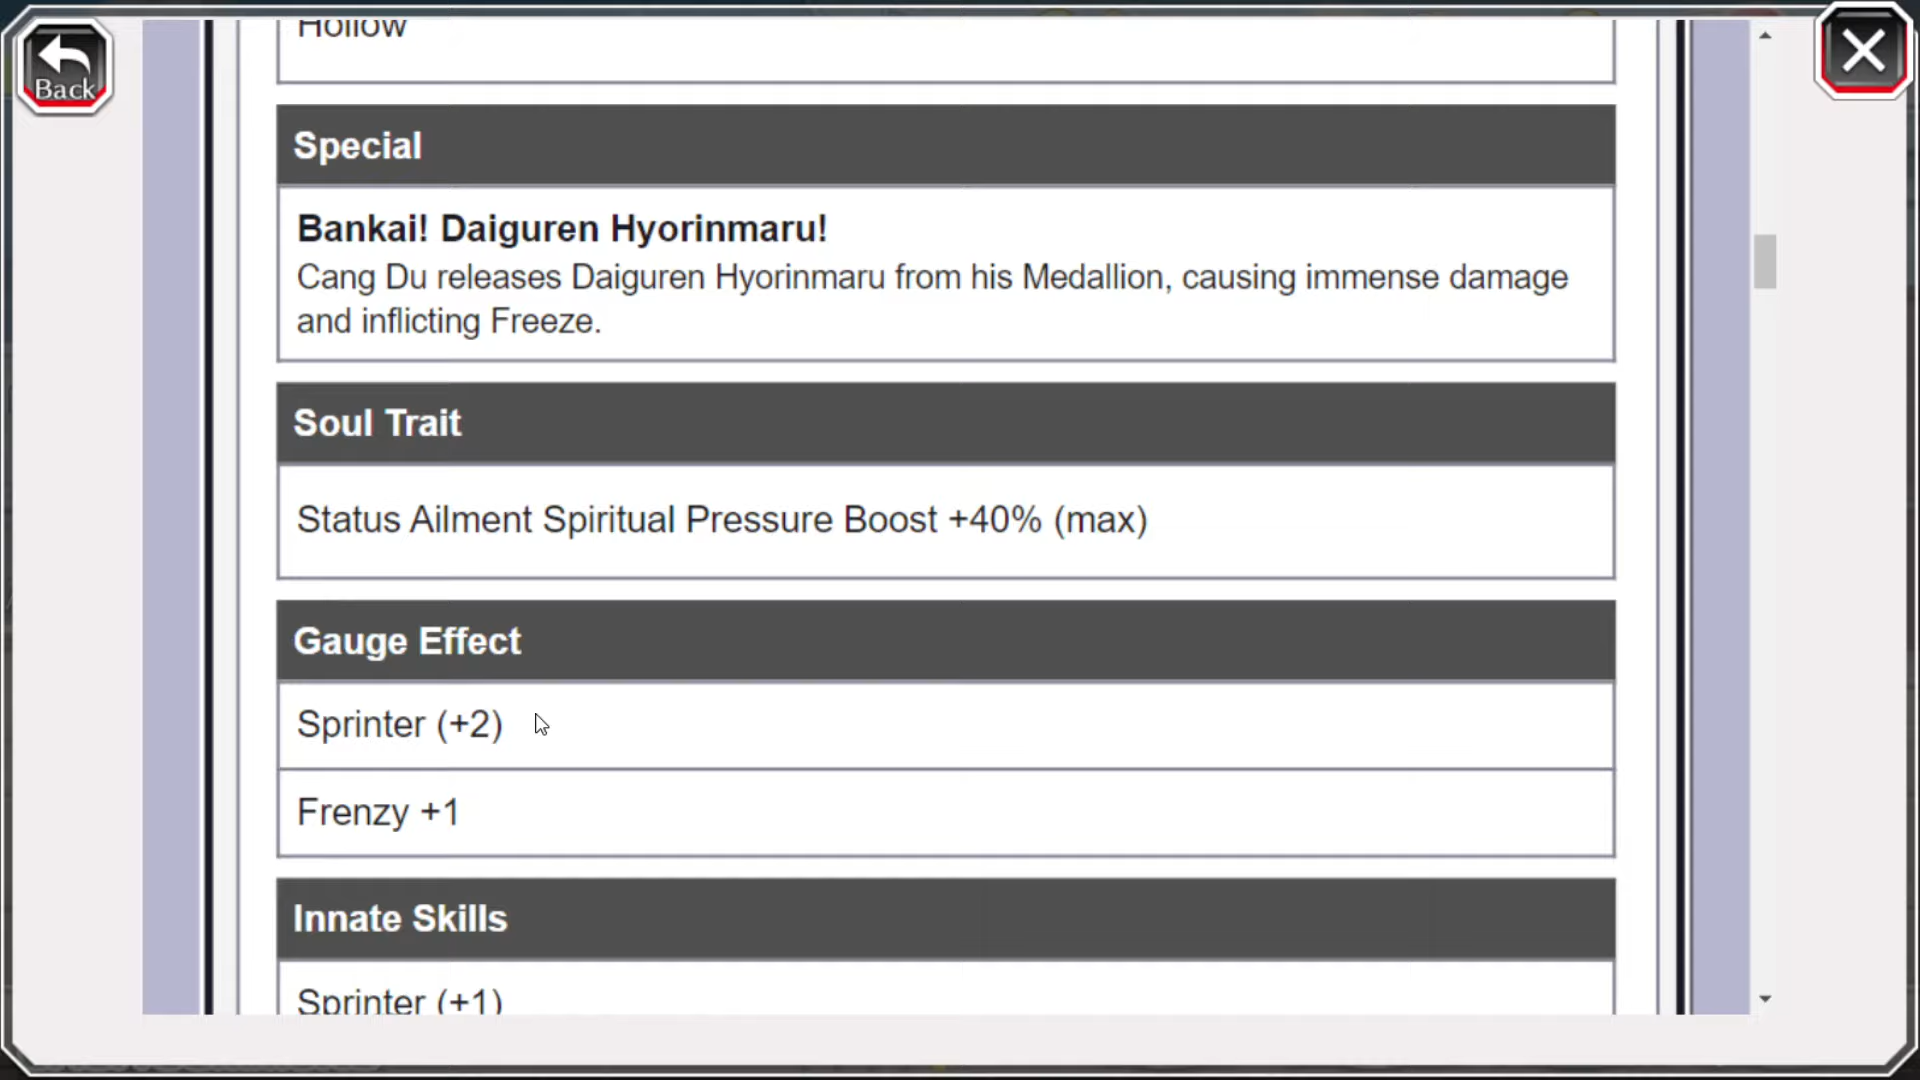 Hollow
Back
Special
Bankai! Daiguren Hyorinmaru!
Cang Du releases Daiguren Hyorinmaru from his Medallion, causing immense damage
and inflicting Freeze.
Soul Trait
Status Ailment Spiritual Pressure Boost +40% (max)
Gauge Effect
Sprinter (+2)
Frenzy +1
Innate Skills
Sprinter (+1)